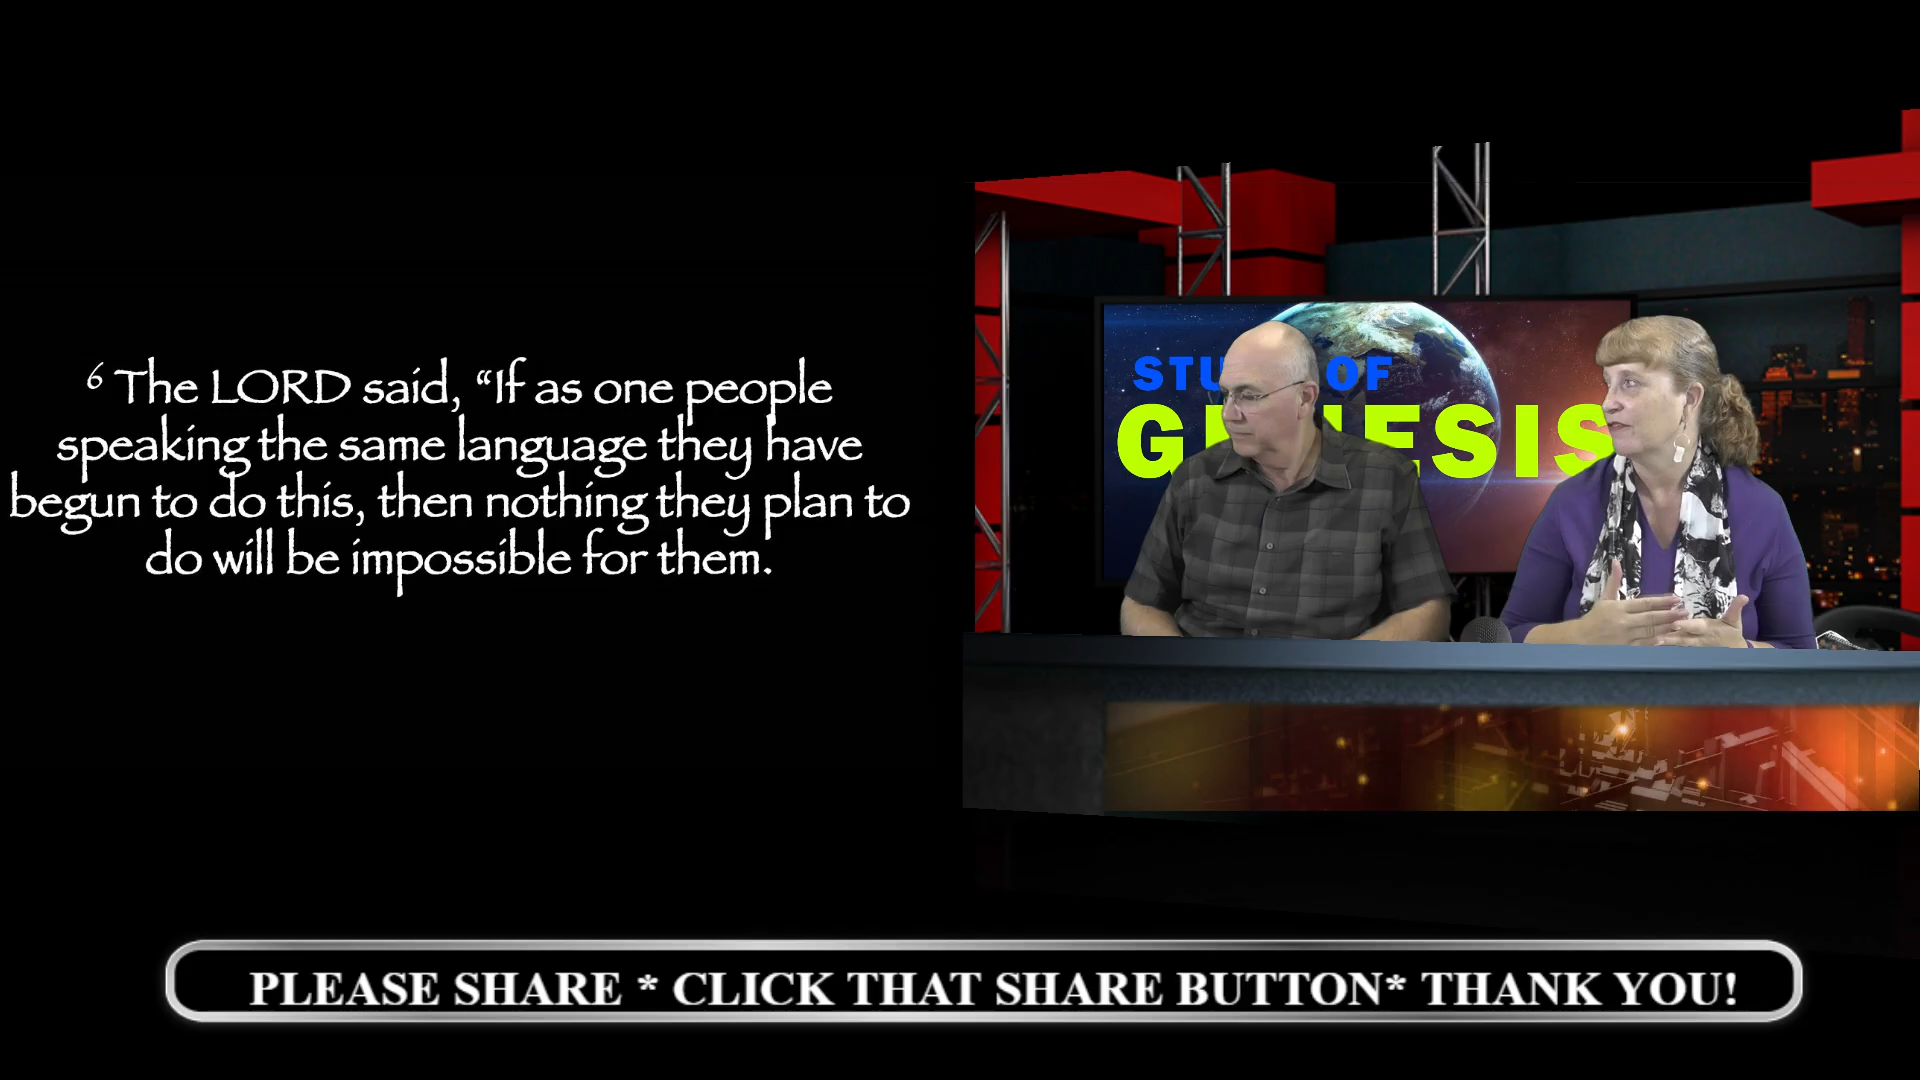 6 The LORD said, “If as one people
speaking the same language they have
begun to do this, then nothing they plan to
do will be impossible for them.
STU OF
G ESIS
PLEASE SHARE * CLICK THAT SHARE BUTTON* THANK YOU!